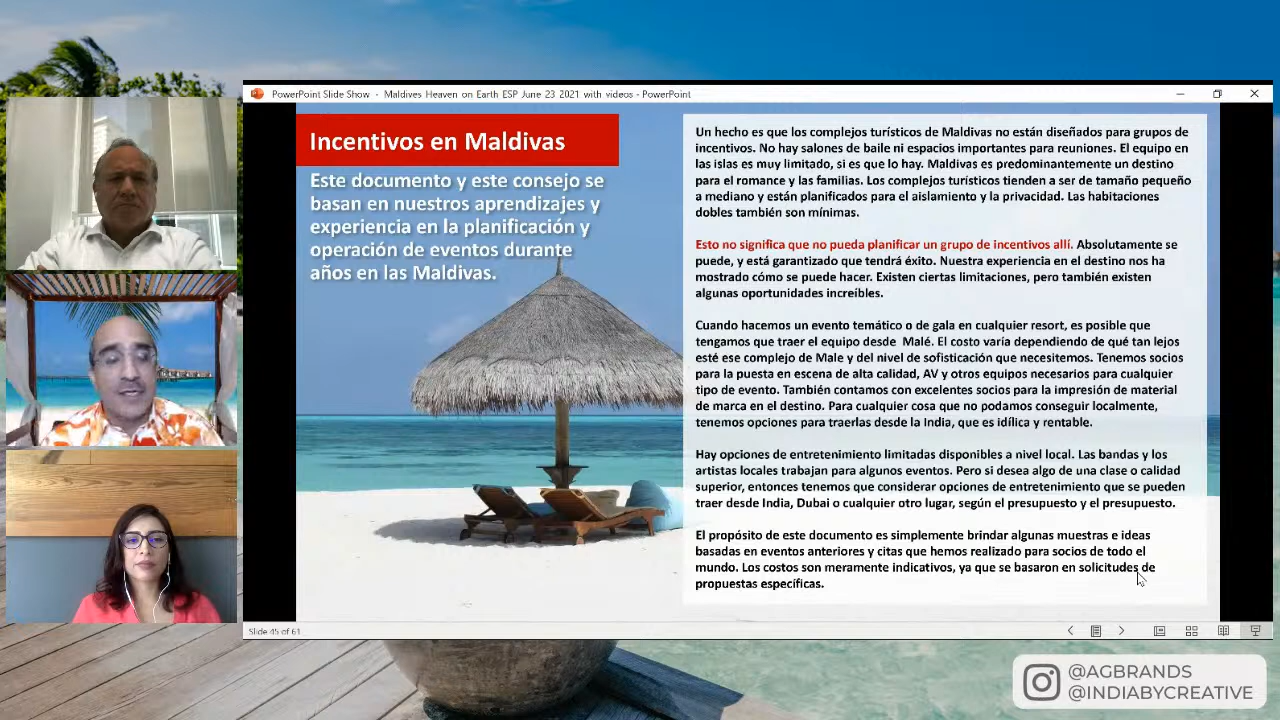 PowerPoint Slide Show - Maldives Heaven on Earth ESP June 23 2021 with videos - PowerPoint
Incentivos en Maldivas
Este documento y este consejo se
basan en nuestros aprendizajes y
experiencia en la planificación y
operación de eventos durante
años en las Maldivas.
Un hecho es que los complejos turísticos de Maldivas no están diseñados para grupos de
incentivos. No hay salones de baile ni espacios importantes para reuniones. El equipo en
las islas es muy limitado, si es que lo hay. Maldivas es predominantemente un destino
para el romance y las familias. Los complejos turísticos tienden a ser de tamaño pequeño
a mediano y están planificados para el aislamiento y la privacidad. Las habitaciones
dobles también son mínimas.
Esto no significa que no pueda planificar un grupo de incentivos allí. Absolutamente se
puede, y está garantizado que tendrá éxito. Nuestra experiencia en el destino nos ha
mostrado cómo se puede hacer. Existen ciertas limitaciones, pero también existen
algunas oportunidades increíbles.
Cuando hacemos un evento temático o de gala en cualquier resort, es posible que
tengamos que traer el equipo desde Malé. El costo varía dependiendo de qué tan lejos
esté ese complejo de Male y del nivel de sofisticación que necesitemos. Tenemos socios
para la puesta en escena de alta calidad, AV y otros equipos necesarios para cualquier
tipo de evento. También contamos con excelentes socios para la impresión de material
de marca en el destino. Para cualquier cosa que no podamos conseguir localmente,
tenemos opciones para traerlas desde la India, que es idílica y rentable.
Hay opciones de entretenimiento limitadas disponibles a nivel local. Las bandas y los
artistas locales trabajan para algunos eventos. Pero si desea algo de una clase o calidad
superior, entonces tenemos que considerar opciones de entretenimiento que se pueden
traer desde India, Dubai o cualquier otro lugar, según el presupuesto y el presupuesto.
El propósito de este documento es simplemente brindar algunas muestras e ideas
basadas en eventos anteriores y citas que hemos realizado para socios de todo el
mundo. Los costos son meramente indicativos, ya que se basaron en solicitudes de
propuestas específicas.
Slide 45 of 61
@AGBRANDS
@INDIABYCREATIVE